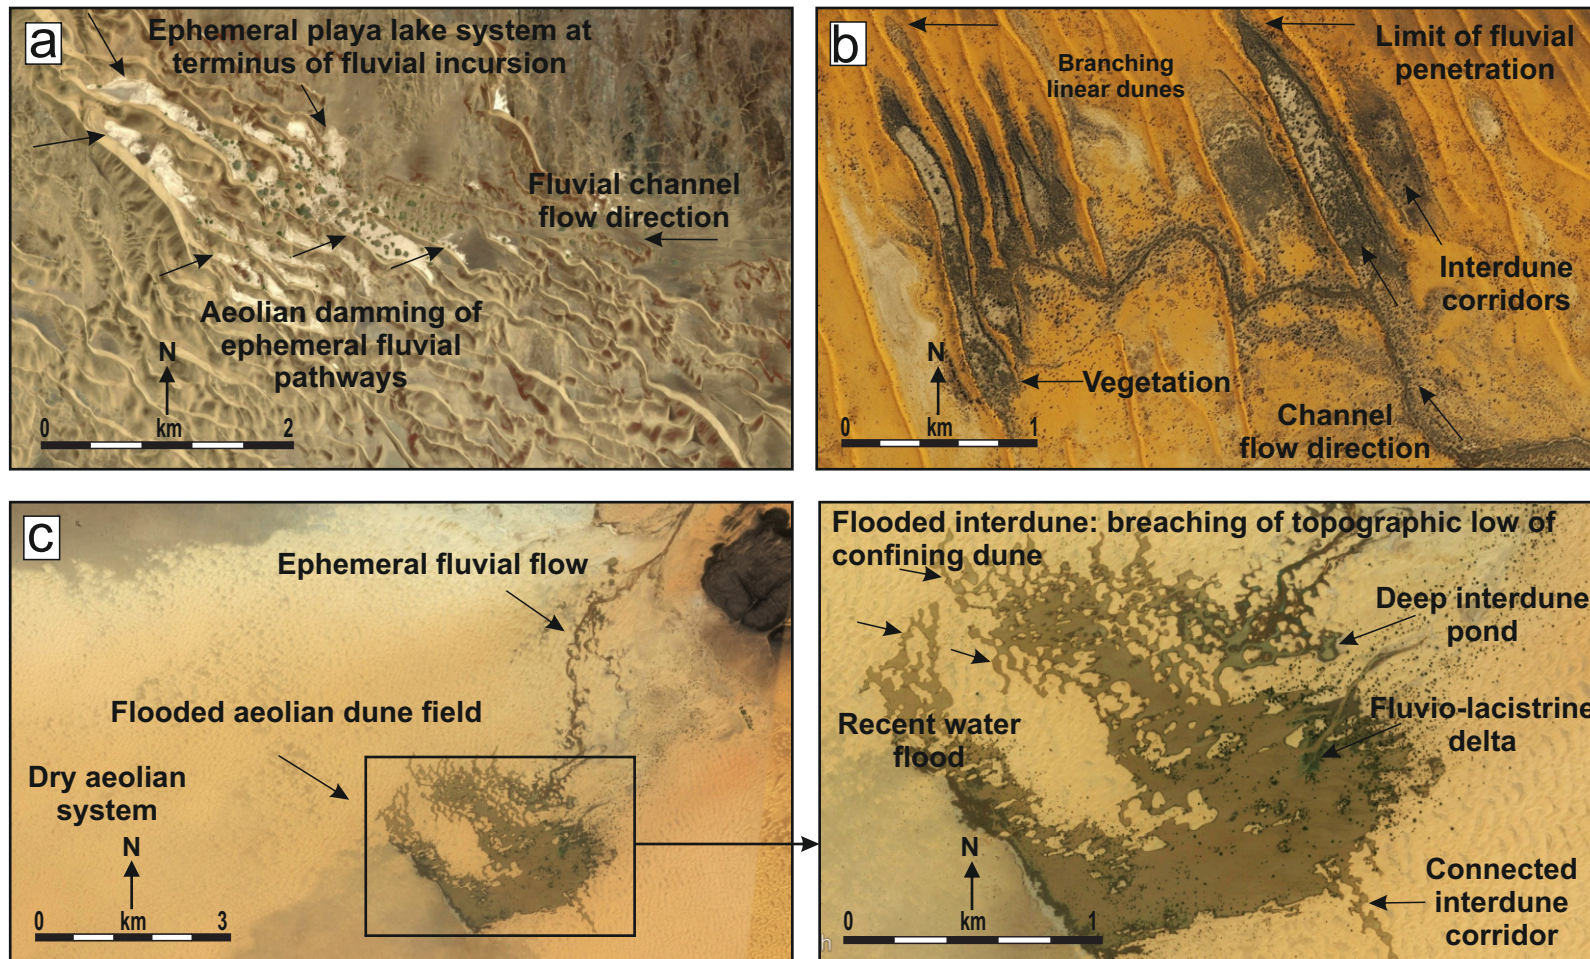 a
Ephemeral playa lake system at
terminus of fluvial incursion
Fluvial channel
flow direction
Aeolian damming of
ephemeral fluvial
pathways
N
0 km 2
b
Limit of fluvial
penetration
Branching
linear dunes
Interdune
corridors
N
Vegetation
Channel
flow direction
0 km 1
c
Ephemeral fluvial flow
Flooded aeolian dune field
Dry aeolian
system
N
0 km 3
Flooded interdune: breaching of topographic low of
confining dune
Deep interdune
pond
Recent water
flood
Fluvio-lacistrine
delta
N
Connected
interdune
corridor
0 km 1
h